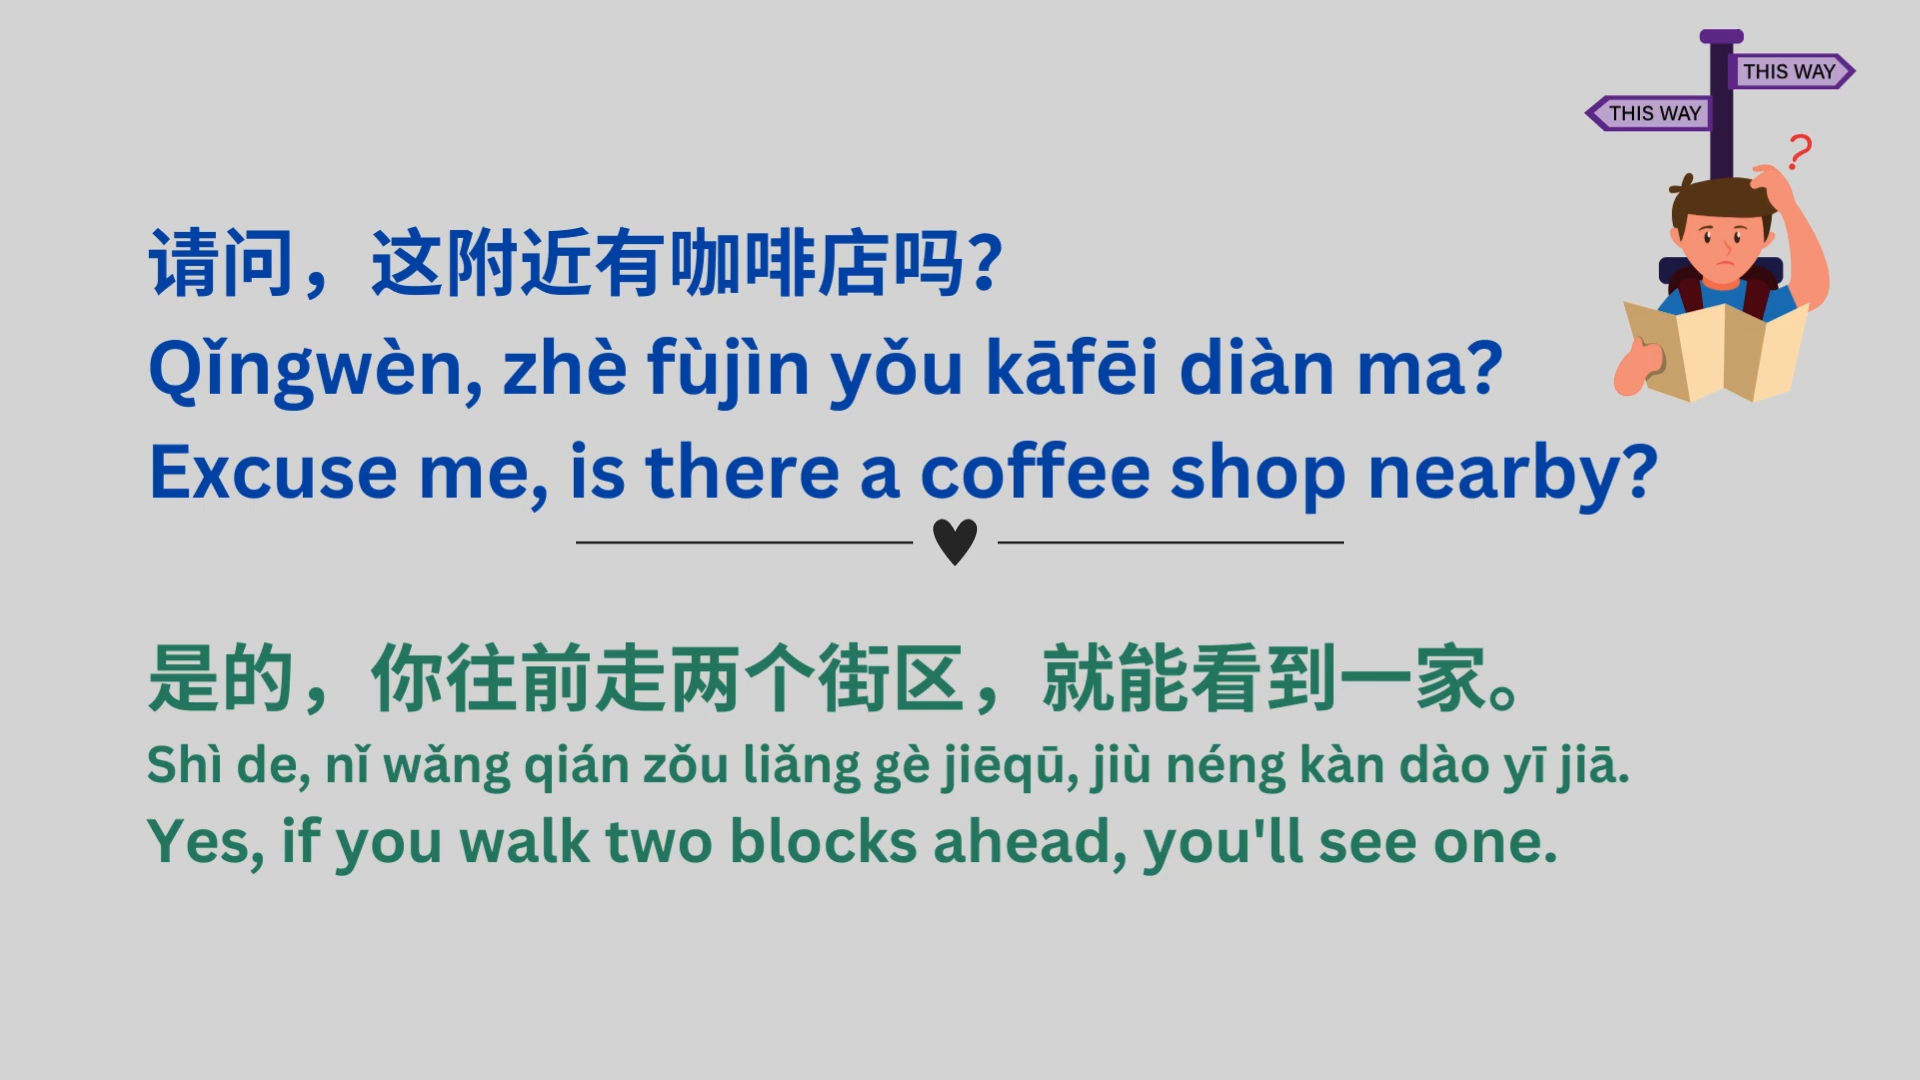 THIS WAY
THIS WAY
?
请问，这附近有咖啡店吗？
Qǐngwèn, zhè fùjìn yǒu kāfēi diàn ma?
Excuse me, is there a coffee shop nearby?
是的，你往前走两个街区，就能看到一家。
Shì de, nǐ wǎng qián zǒu liǎng gè jiēqū, jiù néng kàn dào yī jiā.
Yes, if you walk two blocks ahead, you'll see one.